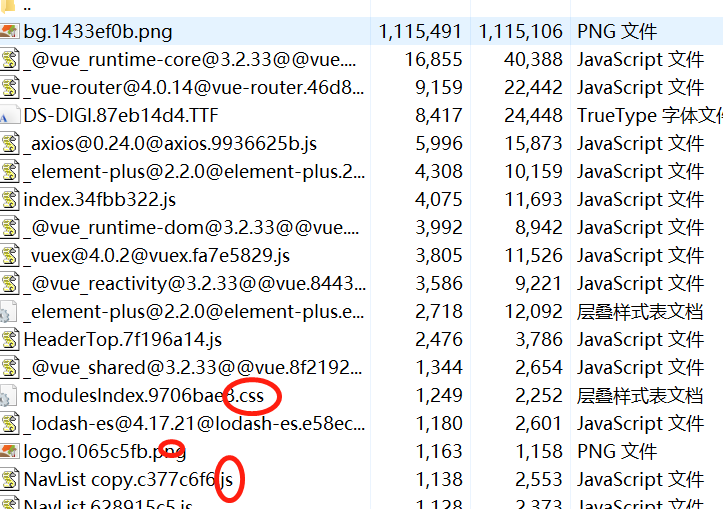 ..
bg.1433ef0b.png 1,115,491 1,115,106 PNG 文件
_@vue_runtime-core@3.2.33@@vue.... 16,855 40,388 JavaScript 文件
_vue-router@4.0.14@vue-router.46d8... 9,159 22,442 JavaScript 文件
DS-DIGI.87eb14d4.TTF 8,417 24,448 TrueType 字体文件
_axios@0.24.0@axios.9936625b.js 5,996 15,873 JavaScript 文件
_element-plus@2.2.0@element-plus.2... 4,308 10,159 JavaScript 文件
index.34fbb322.js 4,075 11,693 JavaScript 文件
_@vue_runtime-dom@3.2.33@@vue.... 3,992 8,942 JavaScript 文件
_vuex@4.0.2@vuex.fa7e5829.js 3,805 11,526 JavaScript 文件
_@vue_reactivity@3.2.33@@vue.8443... 3,586 9,221 JavaScript 文件
_element-plus@2.2.0@element-plus.e... 2,718 12,092 层叠样式表文档
HeaderTop.7f196a14.js 2,476 3,786 JavaScript 文件
_@vue_shared@3.2.33@@vue.8f2192... 1,344 2,654 JavaScript 文件
modulesIndex.9706bae8.css 1,249 2,252 层叠样式表文档
_lodash-es@4.17.21@lodash-es.e58ec... 1,180 2,601 JavaScript 文件
logo.1065c5fb.png 1,163 1,158 PNG 文件
NavList copy.c377c6f6.js 1,138 2,553 JavaScript 文件
NavList.628915c5.js 1,128 2,373 JavaScript 文件